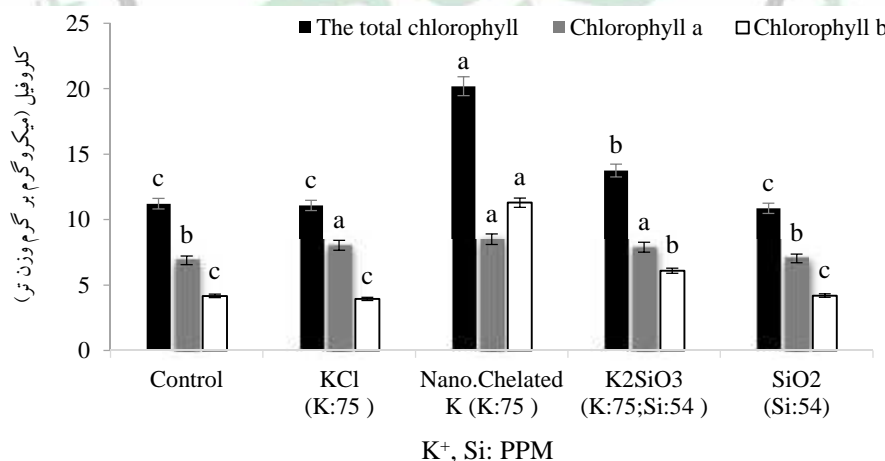 The total chlorophyll Chlorophyll a Chlorophyll b
کلروفیل (میکروگرم بر گرم وزن تر)
25
20
15
10
5
0
c b c
c a c
a a a
b a b
c b c
Control KCl Nano.Chelated K2SiO3 SiO2
(K:75 ) K (K:75 ) (K:75;Si:54 ) (Si:54)
K⁺, Si: PPM